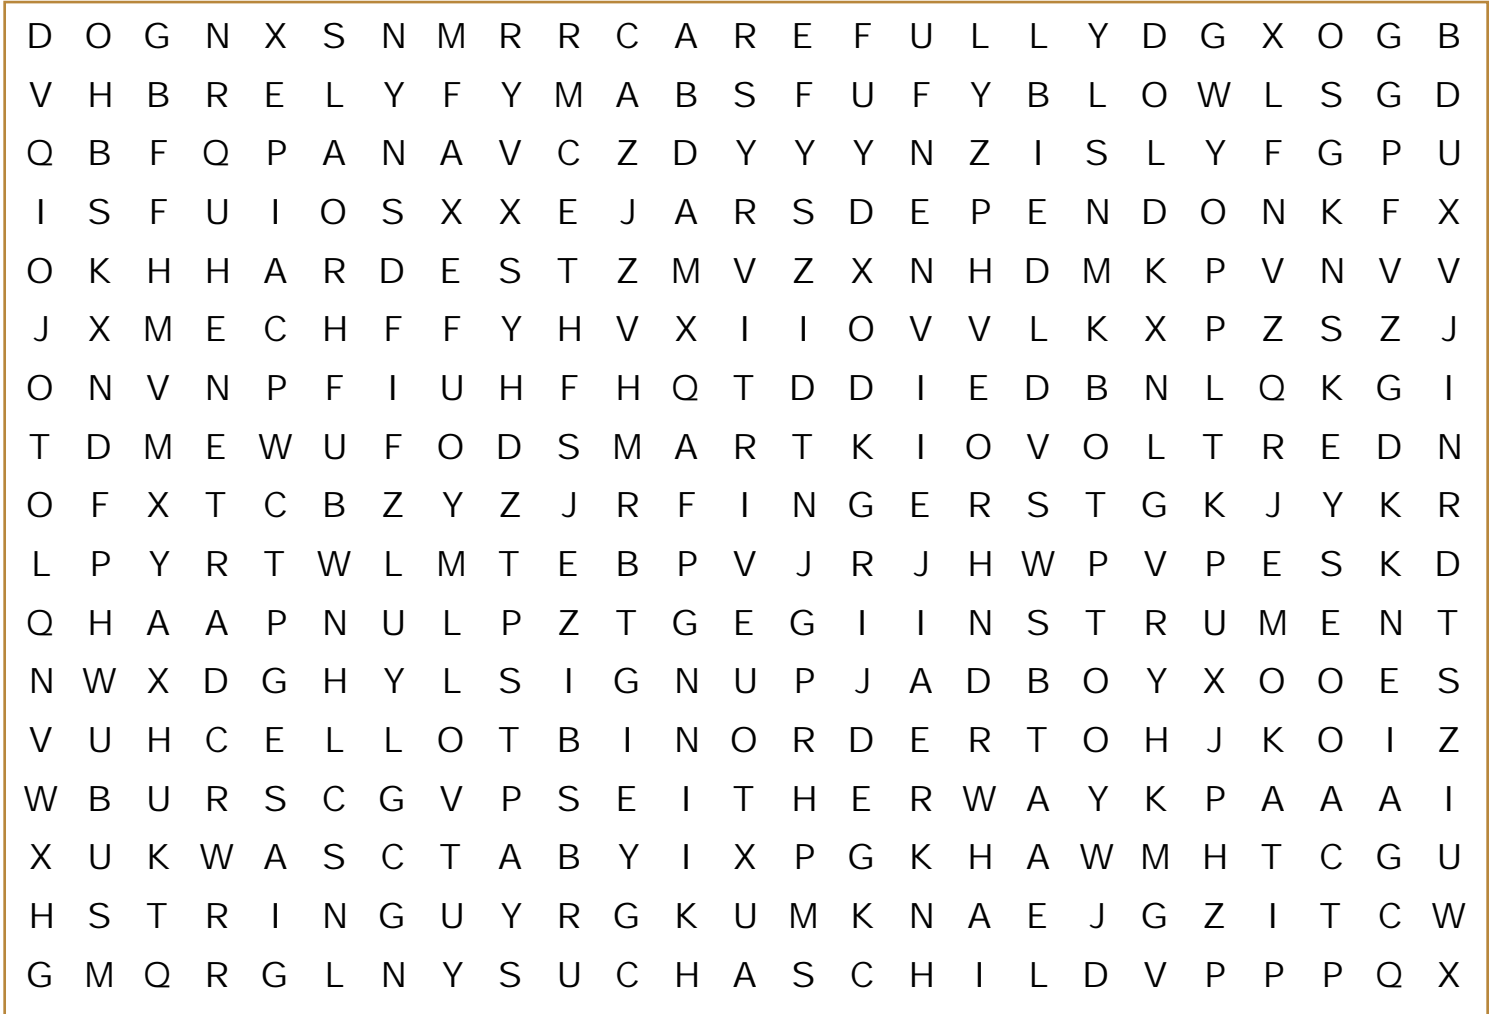 D O G N X S N M R R C A R E F U L L Y D G X O G B
V H B R E L Y F Y M A B S F U F Y B L O W L S G D
Q B F Q P A N A V C Z D Y Y Y N Z I S L Y F G P U
I S F U I O S X X E J A R S D E P E N D O N K F X
O K H H A R D E S T Z M V Z X N H D M K P V N V V
J X M E C H F F Y H V X I I O V V L K X P Z S Z J
O N V N P F I U H F H Q T D D I E D B N L Q K G I
T D M E W U F O D S M A R T K I O V O L T R E D N
O F X T C B Z Y Z J R F I N G E R S T G K J Y K R
L P Y R T W L M T E B P V J R J H W P V P E S K D
Q H A A P N U L P Z T G E G I I N S T R U M E N T
N W X D G H Y L S I G N U P J A D B O Y X O O E S
V U H C E L L O T B I N O R D E R T O H J K O I Z
W B U R S C G V P S E I T H E R W A Y K P A A A I
X U K W A S C T A B Y I X P G K H A W M H T C G U
H S T R I N G U Y R G K U M K N A E J G Z I T C W
G M Q R G L N Y S U C H A S C H I L D V P P P Q X